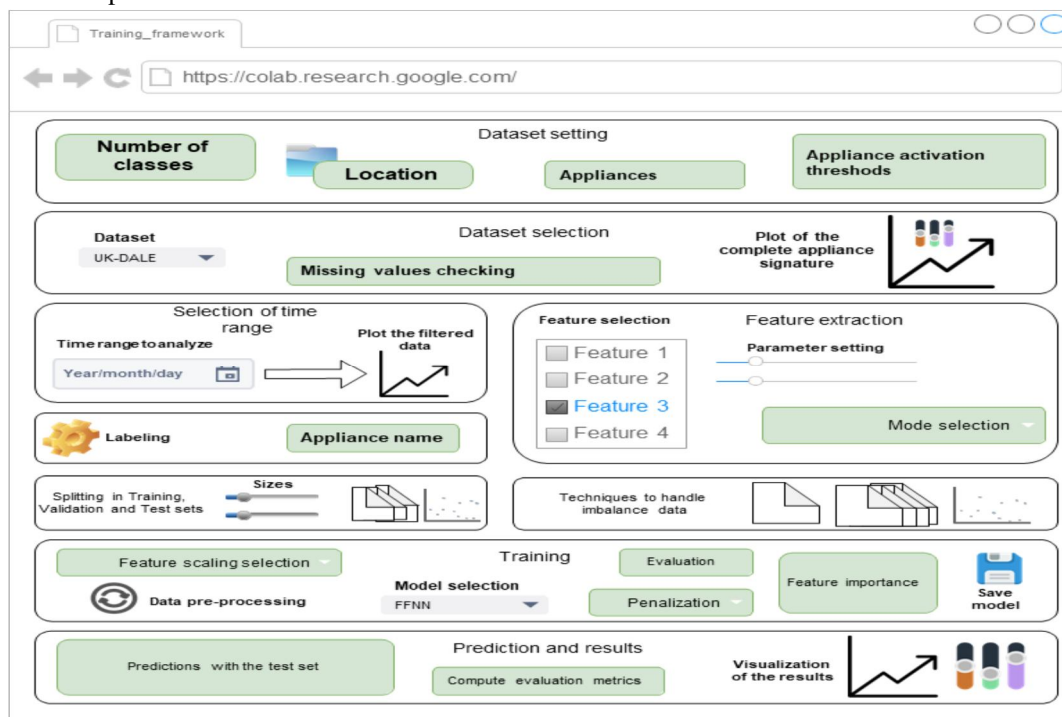 Training_framework
https://colab.research.google.com/
Dataset setting
Number of
classes
Location
Appliances
Appliance activation
threshods
Dataset selection
Dataset
UK-DALE
Missing values checking
Plot of the
complete appliance
signature
Selection of time
range
Time range to analyze
Year/month/day
Plot the filtered
data
Feature selection
Feature 1
Feature 2
Feature 3
Feature 4
Feature extraction
Parameter setting
Mode selection
Labeling
Appliance name
Splitting in Training,
Validation and Test sets
Sizes
Techniques to handle
imbalance data
Training
Feature scaling selection
Data pre-processing
Model selection
FFNN
Evaluation
Penalization
Feature importance
Save
model
Prediction and results
Predictions with the test set
Compute evaluation metrics
Visualization
of the results